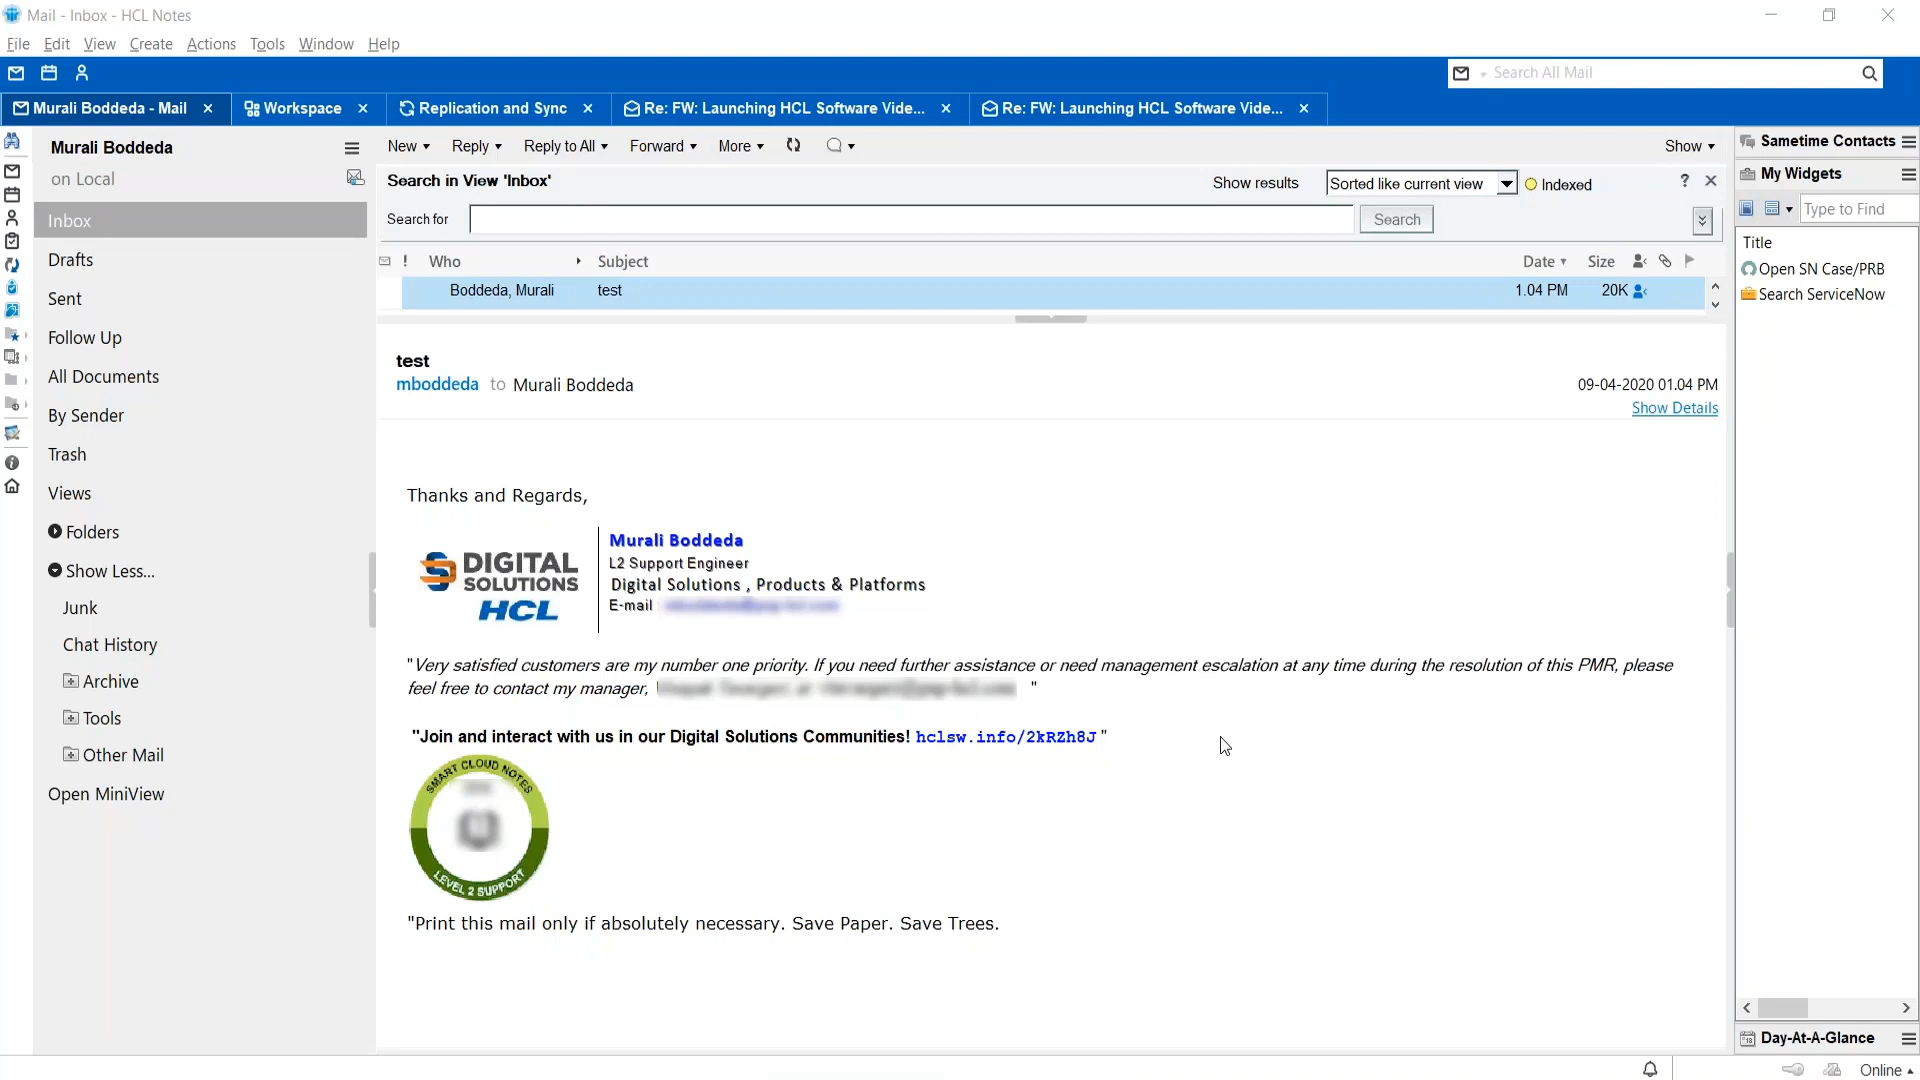 Mail - Inbox - HCL Notes
File Edit View Create Actions Tools Window Help
Search All Mail
Murali Boddeda - Mail
Workspace
Replication and Sync
Re: FW: Launching HCL Software Vide...
Re: FW: Launching HCL Software Vide...
Murali Boddeda
on Local
Inbox
Drafts
Sent
Follow Up
All Documents
By Sender
Trash
Views
Folders
Show Less...
Junk
Chat History
Archive
Tools
Other Mail
Open MiniView
New Reply Reply to All Forward More Show
Search in View 'Inbox' Show results Sorted like current view Indexed ?
Search for Search
! Who Subject Date Size
Boddeda, Murali test 1.04 PM 20K
test
mboddeda to Murali Boddeda 09-04-2020 01.04 PM
Show Details
Thanks and Regards,
DIGITAL
SOLUTIONS
HCL
Murali Boddeda
L2 Support Engineer
Digital Solutions , Products & Platforms
E-mail
"Very satisfied customers are my number one priority. If you need further assistance or need management escalation at any time during the resolution of this PMR, please
feel free to contact my manager, "
"Join and interact with us in our Digital Solutions Communities! hclsw.info/2kRZh8J "
SMART CLOUD NOTES
LEVEL 2 SUPPORT
"Print this mail only if absolutely necessary. Save Paper. Save Trees.
Sametime Contacts
My Widgets
Type to Find
Title
Open SN Case/PRB
Search ServiceNow
Day-At-A-Glance
Online